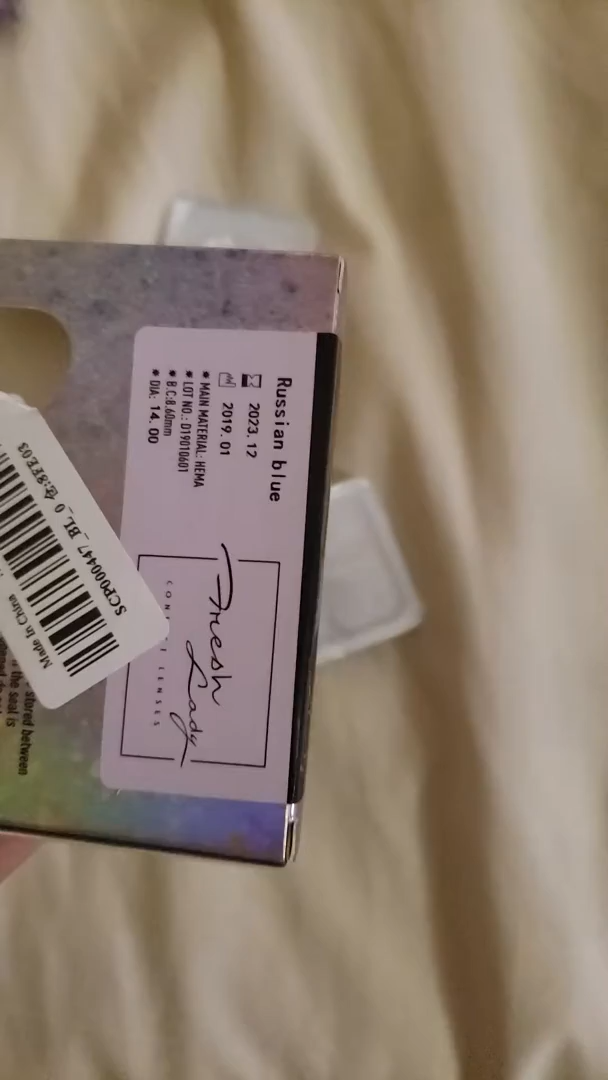 Russian blue
2023. 12
2019. 01
* MAIN MATERIAL: HEMA
* LOT NO.: D19010601
* B.C:8.60mm
* DIA: 14. 00
Fresh
Lady
LENSES
Made In China
stored between
the seal is